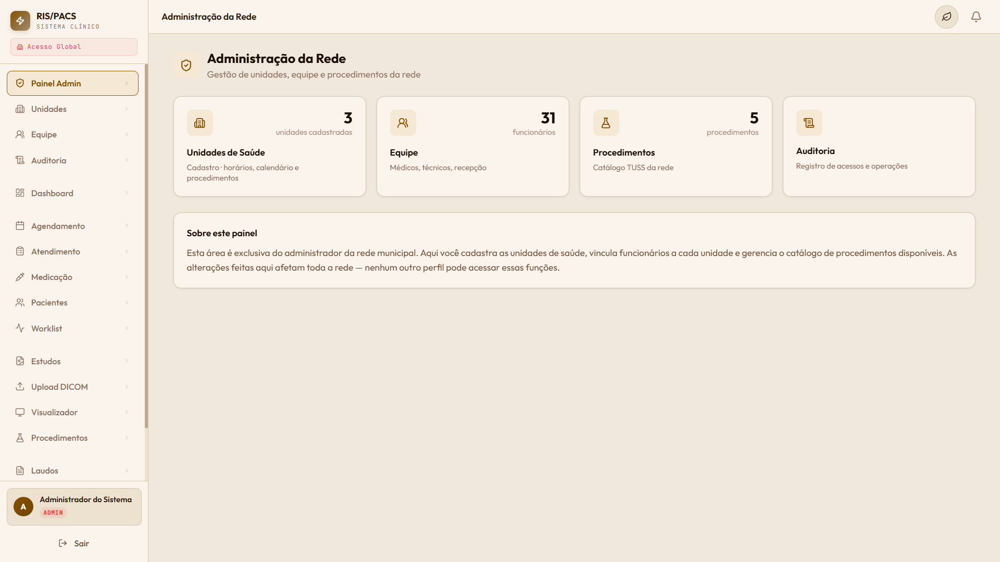 RIS/PACS
SISTEMA CLÍNICO
Acesso Global
Painel Admin
Unidades
Equipe
Auditoria
Dashboard
Agendamento
Atendimento
Medicação
Pacientes
Worklist
Estudos
Upload DICOM
Visualizador
Procedimentos
Laudos
A
Administrador do Sistema
ADMIN
Sair
Administração da Rede
Administração da Rede
Gestão de unidades, equipe e procedimentos da rede
3
unidades cadastradas
Unidades de Saúde
Cadastro · horários, calendário e
procedimentos
31
funcionários
Equipe
Médicos, técnicos, recepção
5
procedimentos
Procedimentos
Catálogo TUSS da rede
Auditoria
Registro de acessos e operações
Sobre este painel
Esta área é exclusiva do administrador da rede municipal. Aqui você cadastra as unidades de saúde, vincula funcionários a cada unidade e gerencia o catálogo de procedimentos disponíveis. As
alterações feitas aqui afetam toda a rede — nenhum outro perfil pode acessar essas funções.